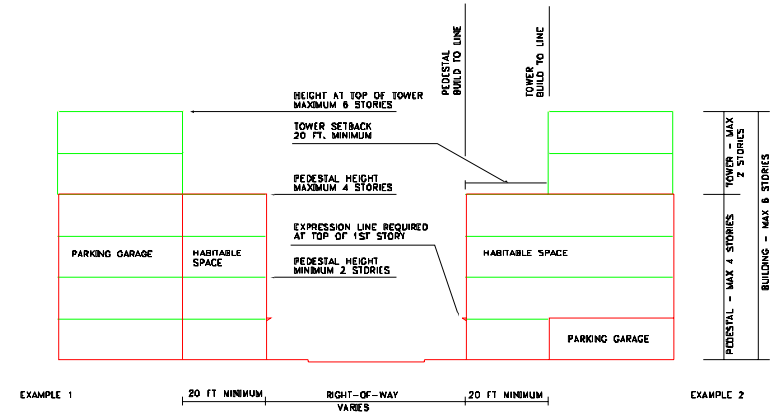 PEDESTAL
BUILD TO LINE
TOWER
BUILD TO LINE
HEIGHT AT TOP OF TOWER
MAXIMUM 6 STORIES
TOWER SETBACK
20 FT. MINIMUM
PEDESTAL HEIGHT
MAXIMUM 4 STORIES
EXPRESSION LINE REQUIRED
AT TOP OF 1ST STORY
PEDESTAL HEIGHT
MINIMUM 2 STORIES
PARKING GARAGE
HABITABLE
SPACE
HABITABLE SPACE
PARKING GARAGE
TOWER - MAX
2 STORIES
PEDESTAL - MAX 4 STORIES
BUILDING - MAX 6 STORIES
EXAMPLE 1
20 FT MINIMUM
RIGHT-OF-WAY
VARIES
20 FT MINIMUM
EXAMPLE 2